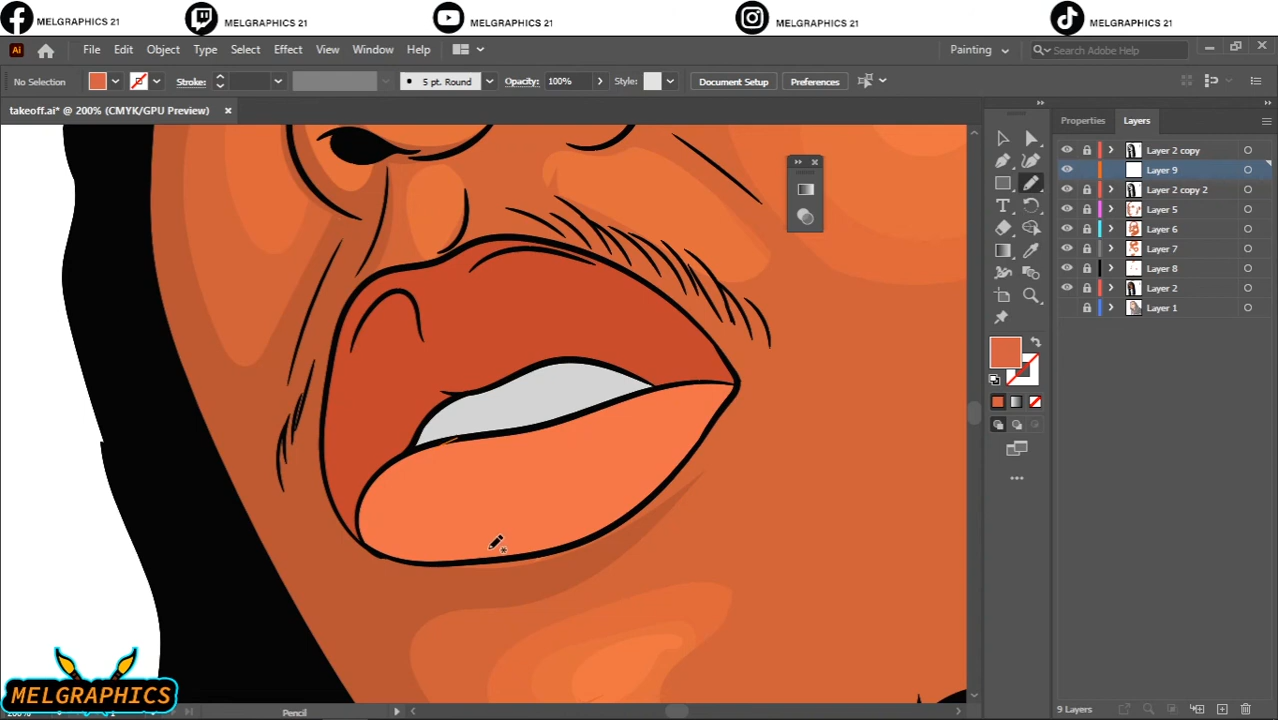 MELGRAPHICS 21 MELGRAPHICS 21 MELGRAPHICS 21 MELGRAPHICS 21 MELGRAPHICS 21
Ai File Edit Object Type Select Effect View Window Help Painting Search Adobe Help
No Selection Stroke: 5 pt. Round Opacity: 100% Style: Document Setup Preferences
takeoff.ai* @ 200% (CMYK/GPU Preview)
Properties Layers
Layer 2 copy
Layer 9
Layer 2 copy 2
Layer 5
Layer 6
Layer 7
Layer 8
Layer 2
Layer 1
MELGRAPHICS
Pencil
9 Layers